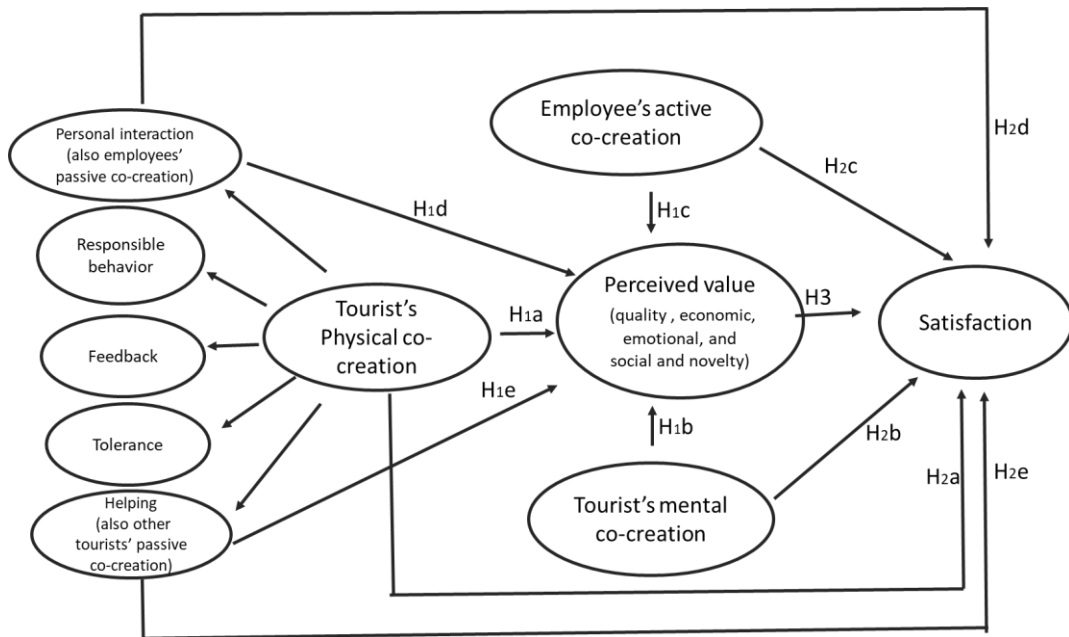 Personal interaction
(also employees'
passive co-creation)
Responsible
behavior
Feedback
Tolerance
Helping
(also other
tourists' passive
co-creation)
Tourist's
Physical co-
creation
Employee's active
co-creation
Perceived value
(quality , economic,
emotional, and
social and novelty)
Tourist's mental
co-creation
Satisfaction
H1d
H1a
H1e
H1c
H1b
H3
H2c
H2d
H2b
H2a
H2e